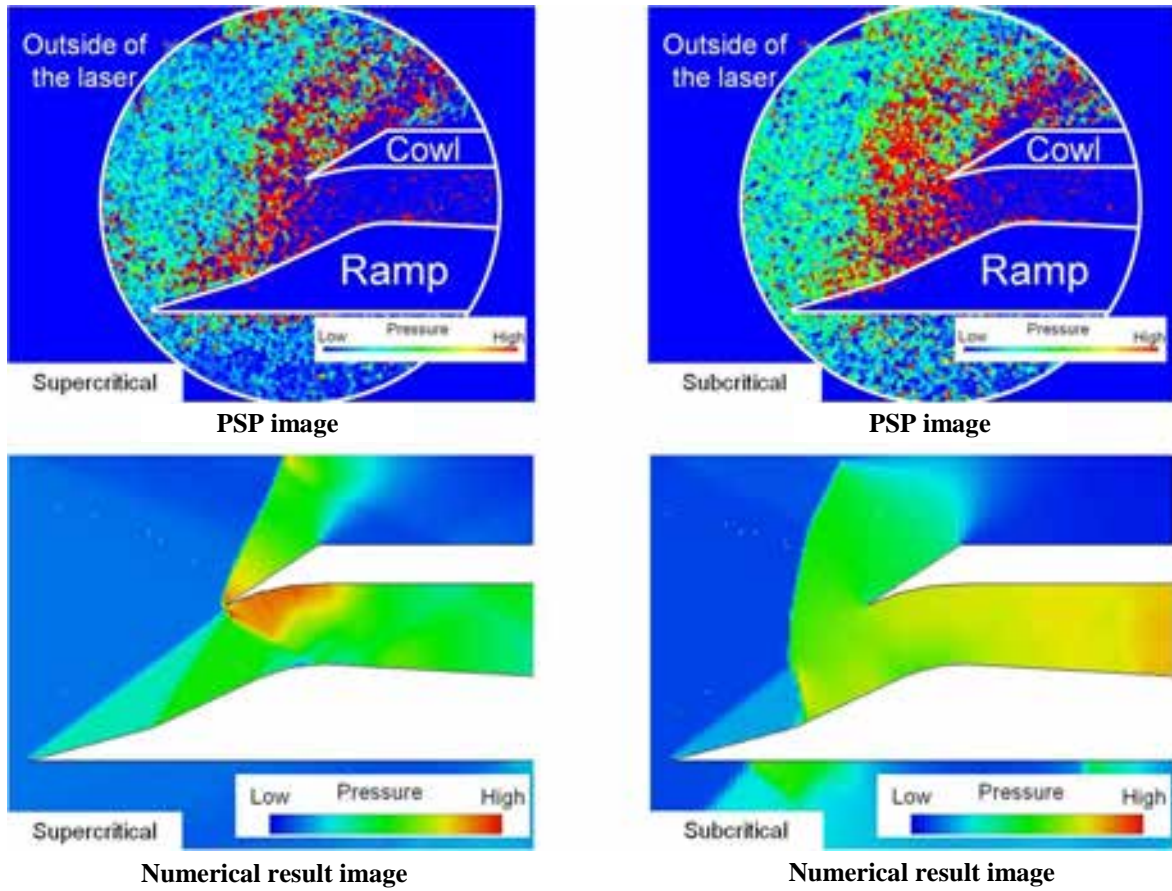 Outside of
the laser
Cowl
Ramp
Low Pressure High
Supercritical
PSP image
Outside of
the laser
Cowl
Ramp
Low Pressure High
Subcritical
PSP image
Low Pressure High
Supercritical
Numerical result image
Low Pressure High
Subcritical
Numerical result image